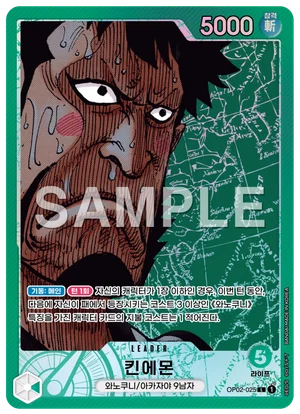 5000
참격
斬
SAMPLE
기동: 메인 턴 1회 자신의 캐릭터가 1장 이하인 경우, 이번 턴 동안,
다음에 자신이 패에서 등장시키는 코스트 3 이상인 《와노쿠니》
특징을 가진 캐릭터 카드의 지불 코스트는 1 적어진다.
LEADER
킨에몬
와노쿠니/아카자야 9남자
5
라이프
OP02-025 L 1